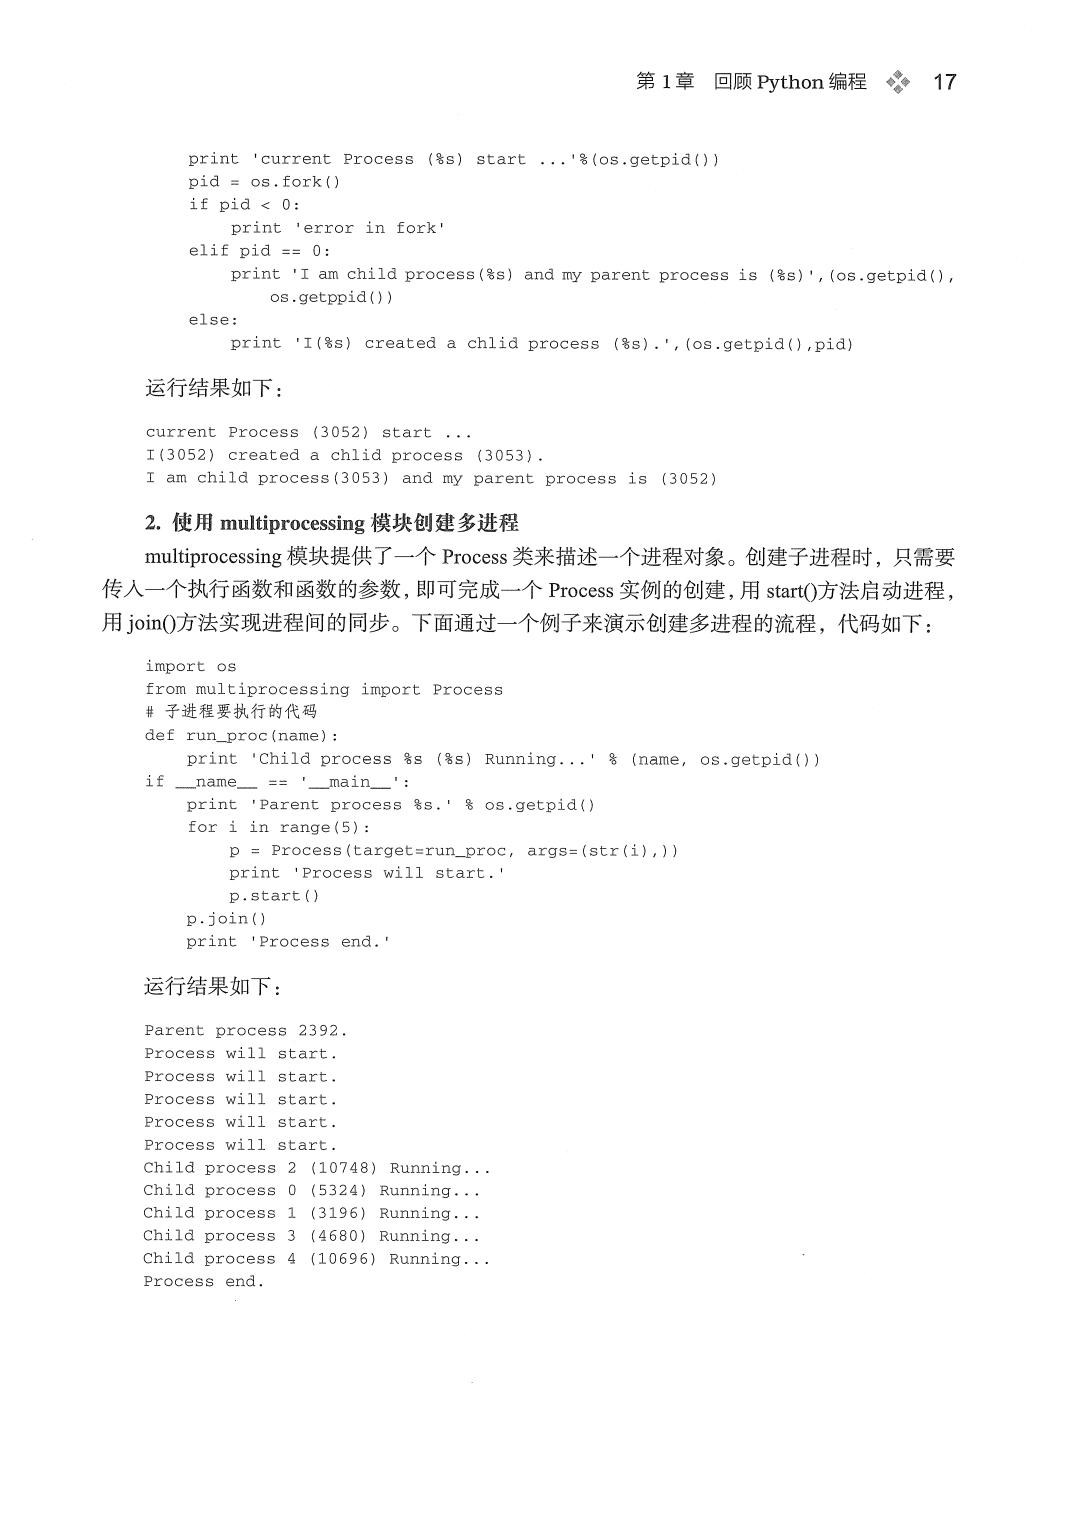 第 1 章 回顾 Python 编程 17
print 'current Process (%s) start ...'%(os.getpid())
pid = os.fork()
if pid < 0:
print 'error in fork'
elif pid == 0:
print 'I am child process(%s) and my parent process is (%s)',(os.getpid(),
os.getppid())
else:
print 'I(%s) created a chlid process (%s).',(os.getpid(),pid)
运行结果如下：
current Process (3052) start ...
I(3052) created a chlid process (3053).
I am child process(3053) and my parent process is (3052)
2. 使用 multiprocessing 模块创建多进程
multiprocessing 模块提供了一个 Process 类来描述一个进程对象。创建子进程时，只需要
传入一个执行函数和函数的参数，即可完成一个 Process 实例的创建，用 start()方法启动进程，
用 join()方法实现进程间的同步。下面通过一个例子来演示创建多进程的流程，代码如下：
import os
from multiprocessing import Process
# 子进程要执行的代码
def run_proc(name):
print 'Child process %s (%s) Running...' % (name, os.getpid())
if __name__ == '__main__':
print 'Parent process %s.' % os.getpid()
for i in range(5):
p = Process(target=run_proc, args=(str(i),))
print 'Process will start.'
p.start()
p.join()
print 'Process end.'
运行结果如下：
Parent process 2392.
Process will start.
Process will start.
Process will start.
Process will start.
Process will start.
Child process 2 (10748) Running...
Child process 0 (5324) Running...
Child process 1 (3196) Running...
Child process 3 (4680) Running...
Child process 4 (10696) Running...
Process end.